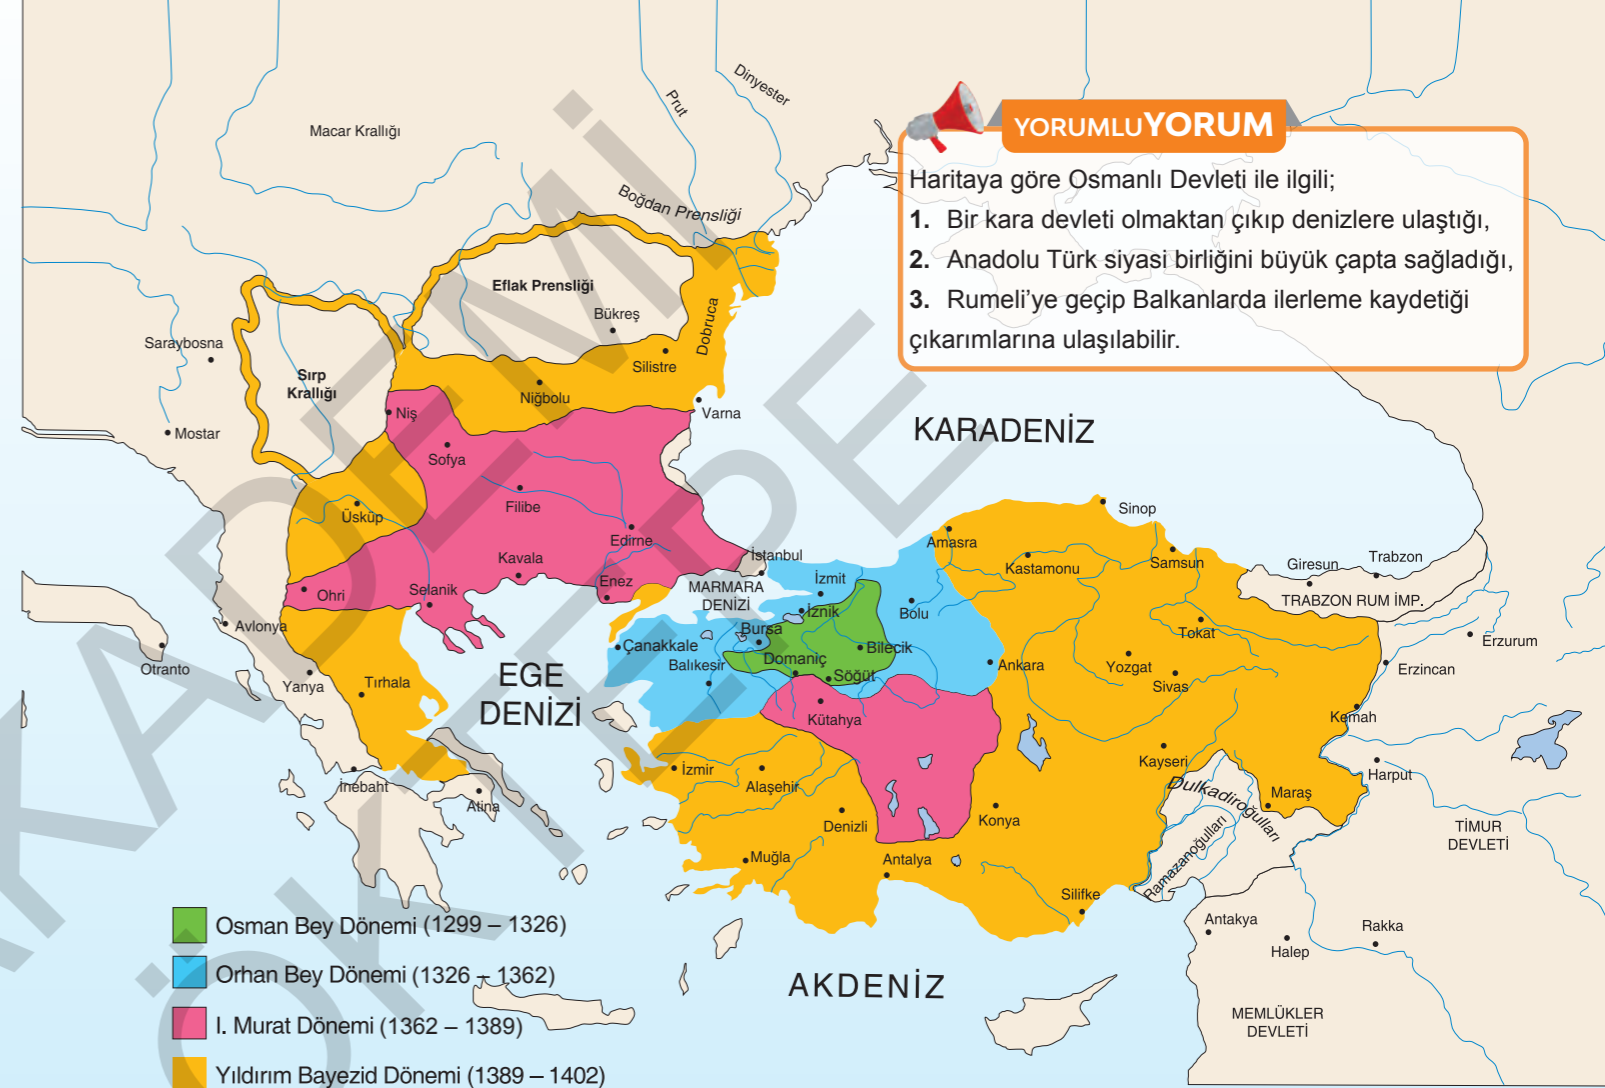 Dinyester
Prut
Macar Krallığı
Boğdan Prensliği
YORUMLUYORUM
Haritaya göre Osmanlı Devleti ile ilgili;
1. Bir kara devleti olmaktan çıkıp denizlere ulaştığı,
2. Anadolu Türk siyasi birliğini büyük çapta sağladığı,
3. Rumeli’ye geçip Balkanlarda ilerleme kaydetiği
çıkarımlarına ulaşılabilir.
Eflak Prensliği
Bükreş
Dobruca
Saraybosna
Silistre
Sırp
Krallığı
Niğbolu
Niş
Varna
Mostar
Sofya
KARADENİZ
Filibe
Üsküp
Edirne
Sinop
Amasra
İstanbul
Kavala
Kastamonu
Samsun
Giresun
Trabzon
TRABZON RUM İMP.
Ohri
Selanik
Enez
MARMARA
DENİZİ
İzmit
İznik
Bolu
Tokat
Avlonya
Otranto
Bursa
Çanakkale
Bilecik
Balıkesir
Domaniç
Söğüt
Ankara
Yozgat
Sivas
Erzurum
Erzincan
EGE
DENİZİ
Yanya
Tırhala
Kütahya
Kemah
Kayseri
Harput
İzmir
Alaşehir
İnebaht
Atina
Dulkadiroğulları
Maraş
Denizli
Konya
TİMUR
DEVLETİ
Muğla
Antalya
Ramazanoğulları
Silifke
Antakya
Halep
Rakka
AKDENİZ
MEMLÜKLER
DEVLETİ
Osman Bey Dönemi (1299 – 1326)
Orhan Bey Dönemi (1326 – 1362)
I. Murat Dönemi (1362 – 1389)
Yıldırım Bayezid Dönemi (1389 – 1402)
AKADEMİ
ÖKTEPE